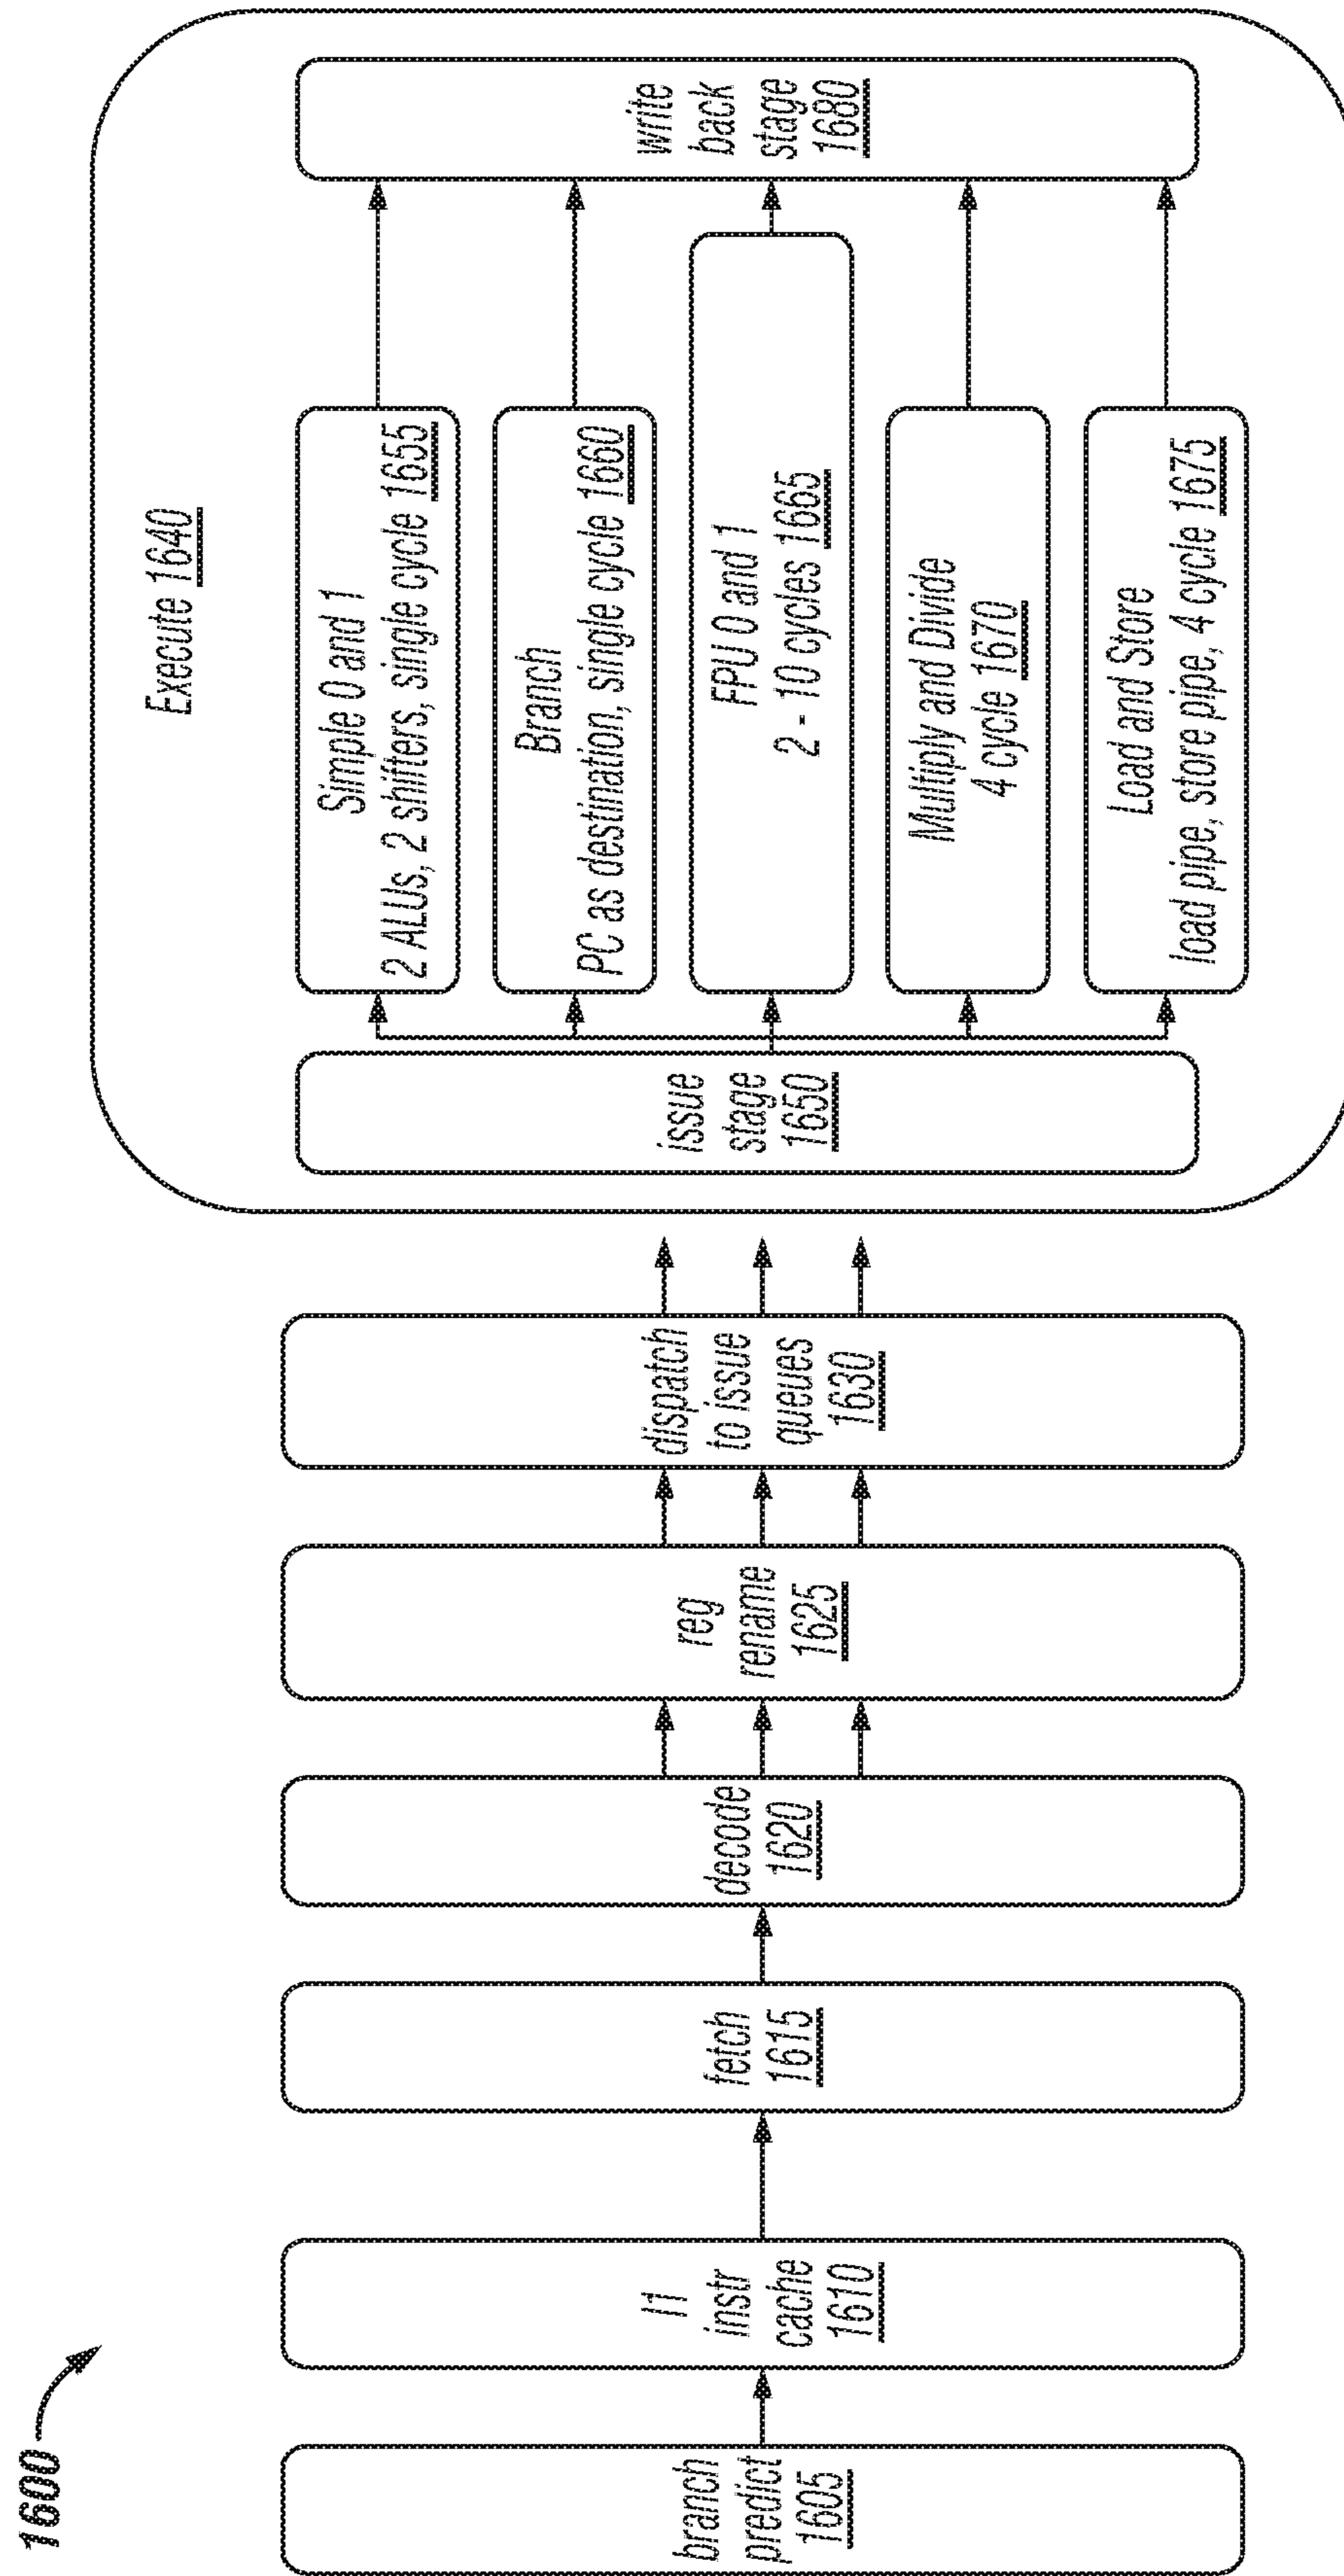 1600
branch
predict
1605
I1
instr
cache
1610
fetch
1615
decode
1620
reg
rename
1625
dispatch
to issue
queues
1630
Execute 1640
issue
stage
1650
Simple 0 and 1
2 ALUs, 2 shifters, single cycle 1655
Branch
PC as destination, single cycle 1660
FPU 0 and 1
2 - 10 cycles 1665
Multiply and Divide
4 cycle 1670
Load and Store
load pipe, store pipe, 4 cycle 1675
write
back
stage
1680